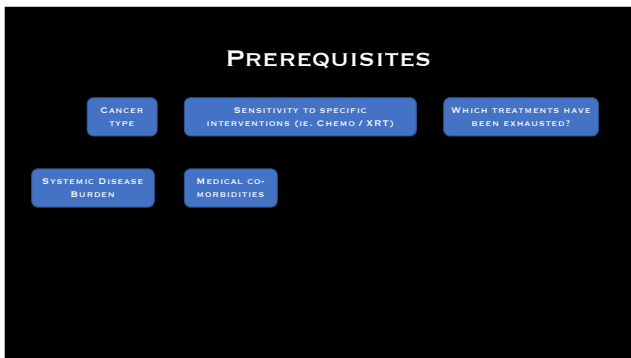 Prerequisites
Cancer
type
Sensitivity to specific
interventions (ie. Chemo / XRT)
Which treatments have
been exhausted?
Systemic Disease
Burden
Medical co-
morbidities